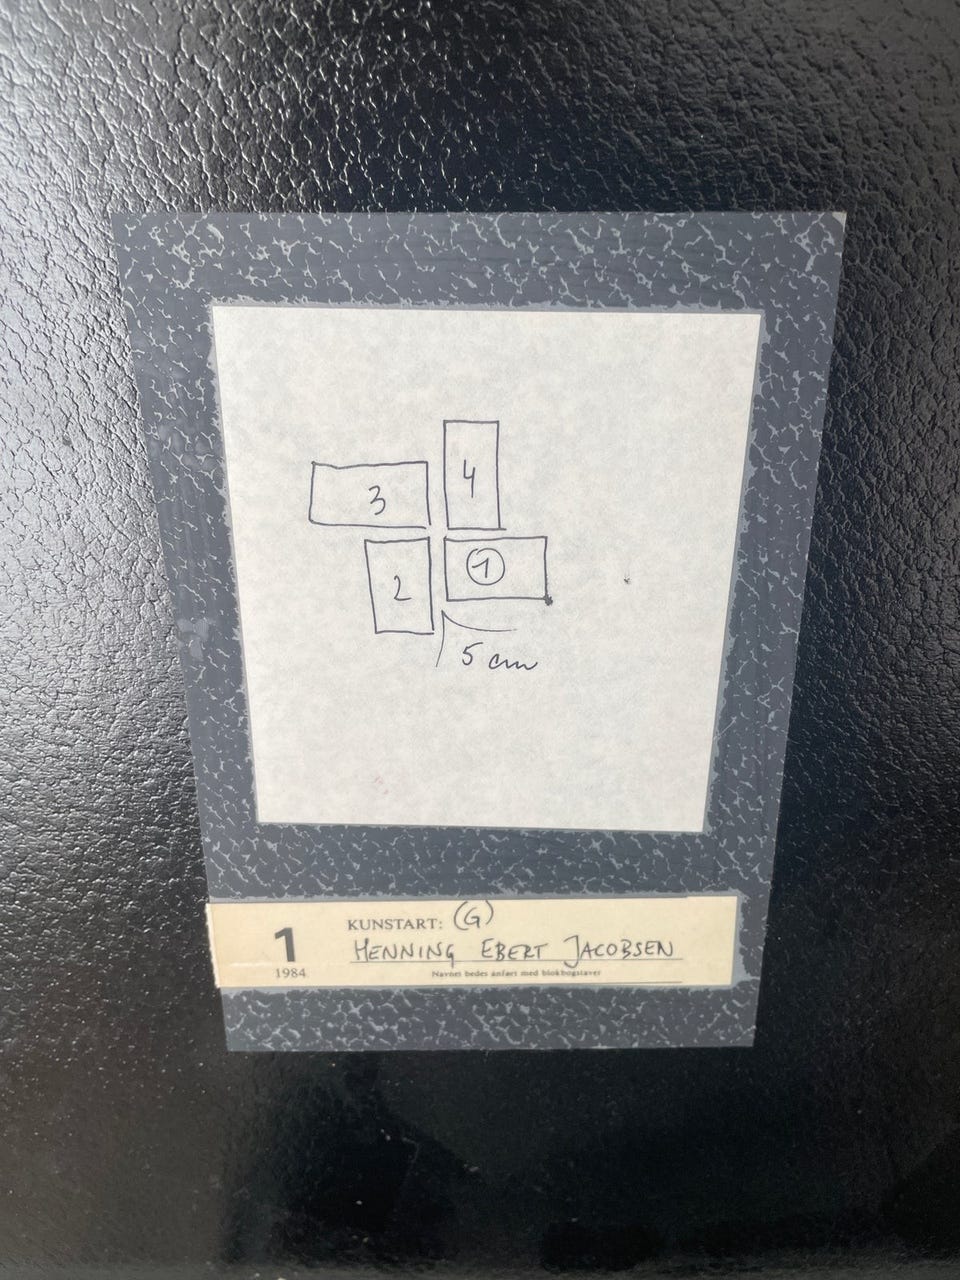 4
3
1
2
5 cm
KUNSTART: (G)
1
HENNING EBERT JACOBSEN
1984
Navnet bedes anført med blokbogstaver